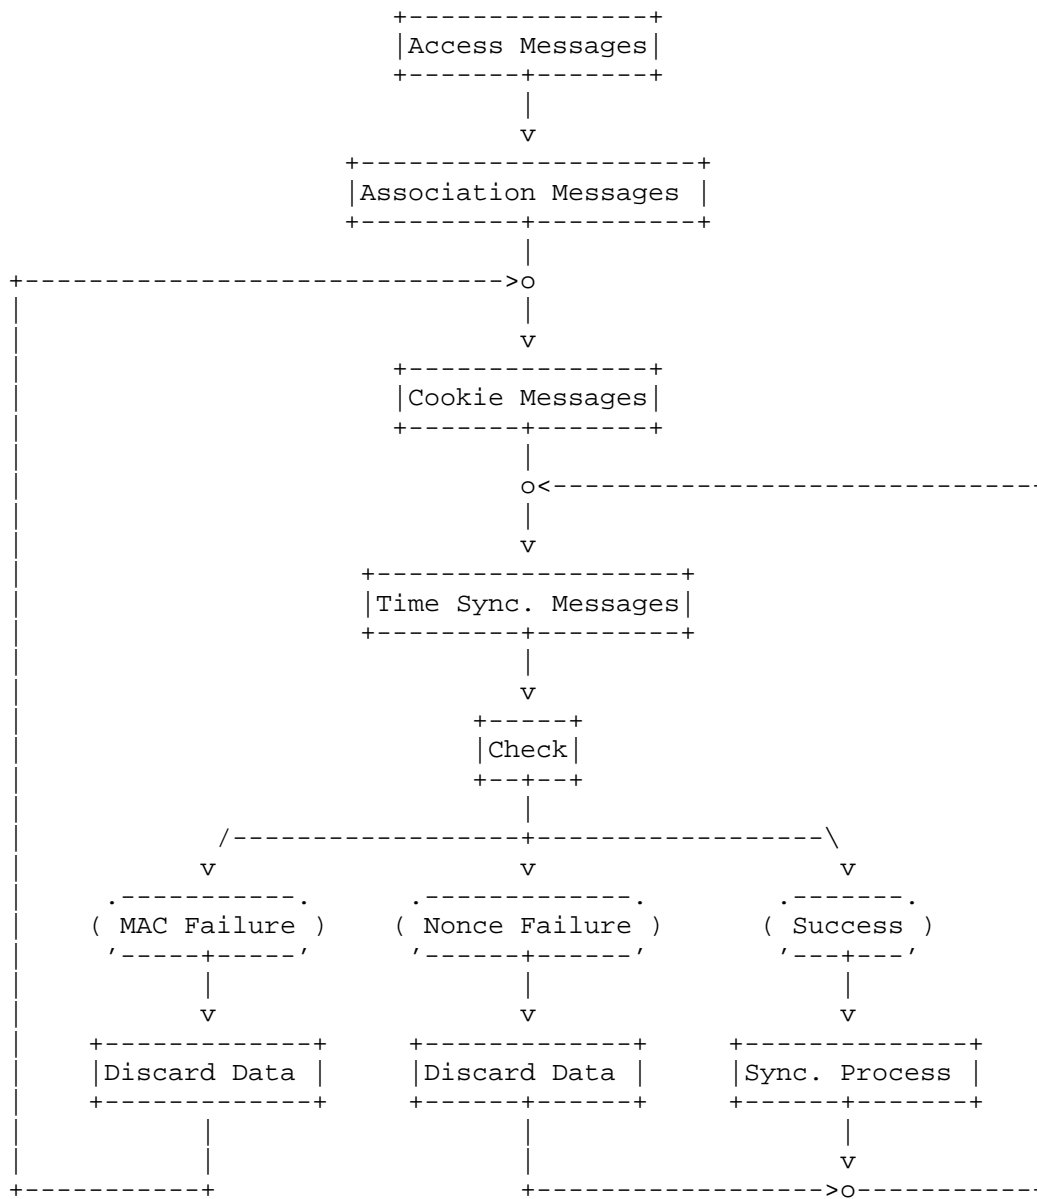 Access Messages
Association Messages
Cookie Messages
Time Sync. Messages
Check
( MAC Failure ) ( Nonce Failure ) ( Success )
Discard Data Discard Data Sync. Process